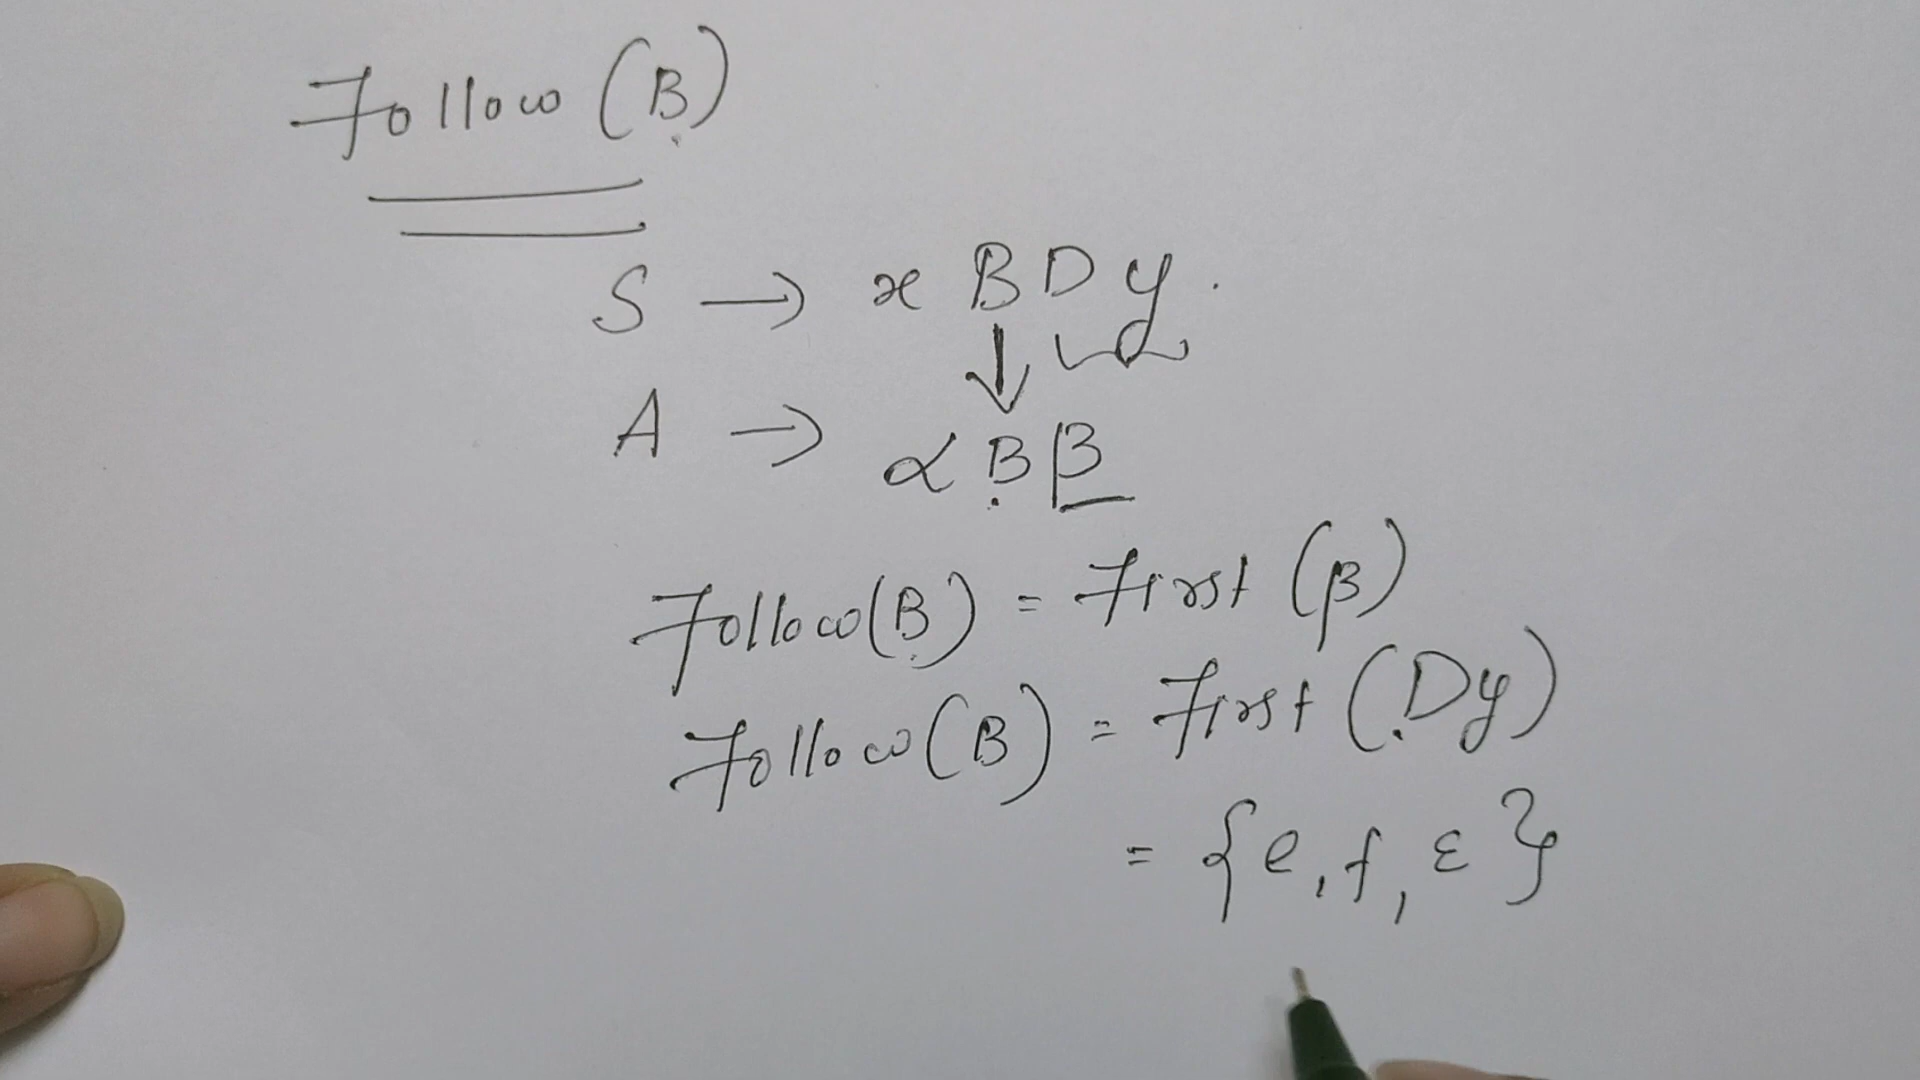 Follow (B)
S → x B D y .
A → α B β
Follow(B) = First (β)
Follow(B) = First (Dy)
= {e, f, ε}